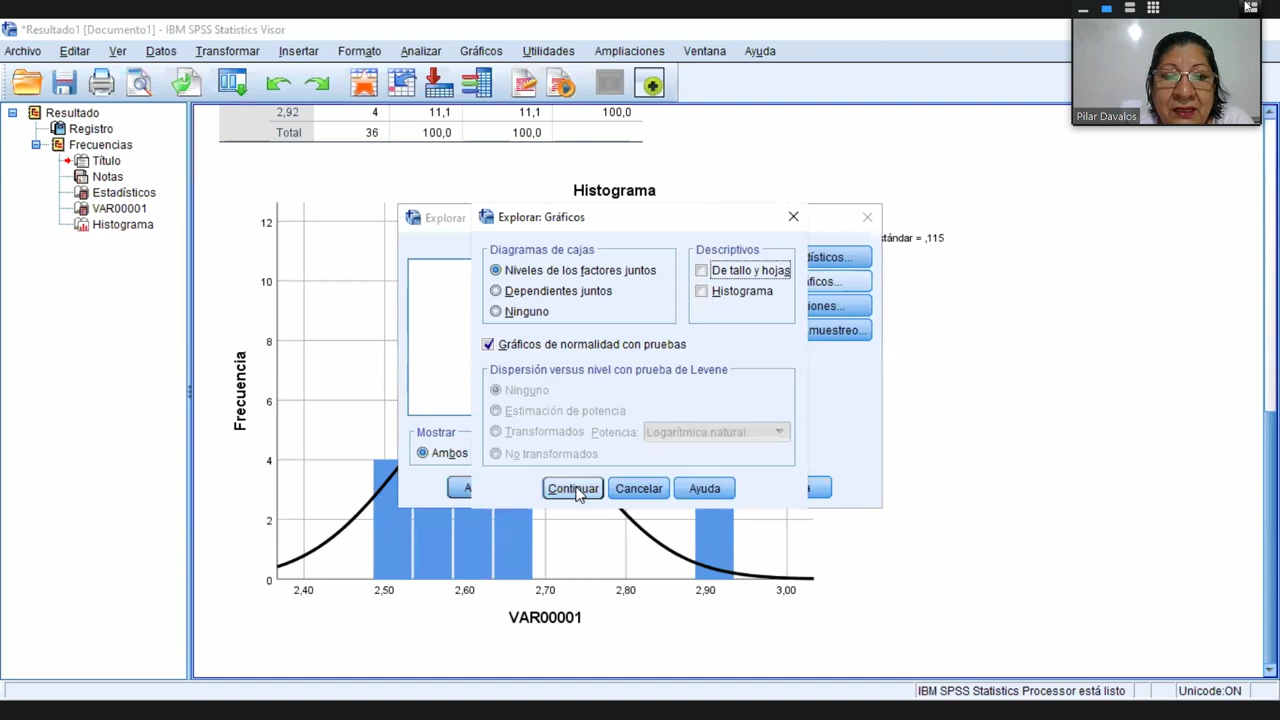 *Resultado1 [Documento1] - IBM SPSS Statistics Visor
Archivo Editar Ver Datos Transformar Insertar Formato Analizar Gráficos Utilidades Ampliaciones Ventana Ayuda
Pilar Davalos
Resultado
Registro
Frecuencias
Título
Notas
Estadísticos
VAR00001
Histograma
2,92 4 11,1 11,1 100,0
Total 36 100,0 100,0
Histograma
stándar = ,115
Frecuencia
12
10
8
6
4
2
0
2,40 2,50 2,60 2,70 2,80 2,90 3,00
VAR00001
Explorar
Mostrar
Ambos
A
dísticos...
ficos...
iones...
muestreo...
a
Explorar: Gráficos
Diagramas de cajas
Niveles de los factores juntos
Dependientes juntos
Ninguno
Descriptivos
De tallo y hojas
Histograma
Gráficos de normalidad con pruebas
Dispersión versus nivel con prueba de Levene
Ninguno
Estimación de potencia
Transformados Potencia: Logarítmica natural
No transformados
Continuar Cancelar Ayuda
IBM SPSS Statistics Processor está listo Unicode:ON